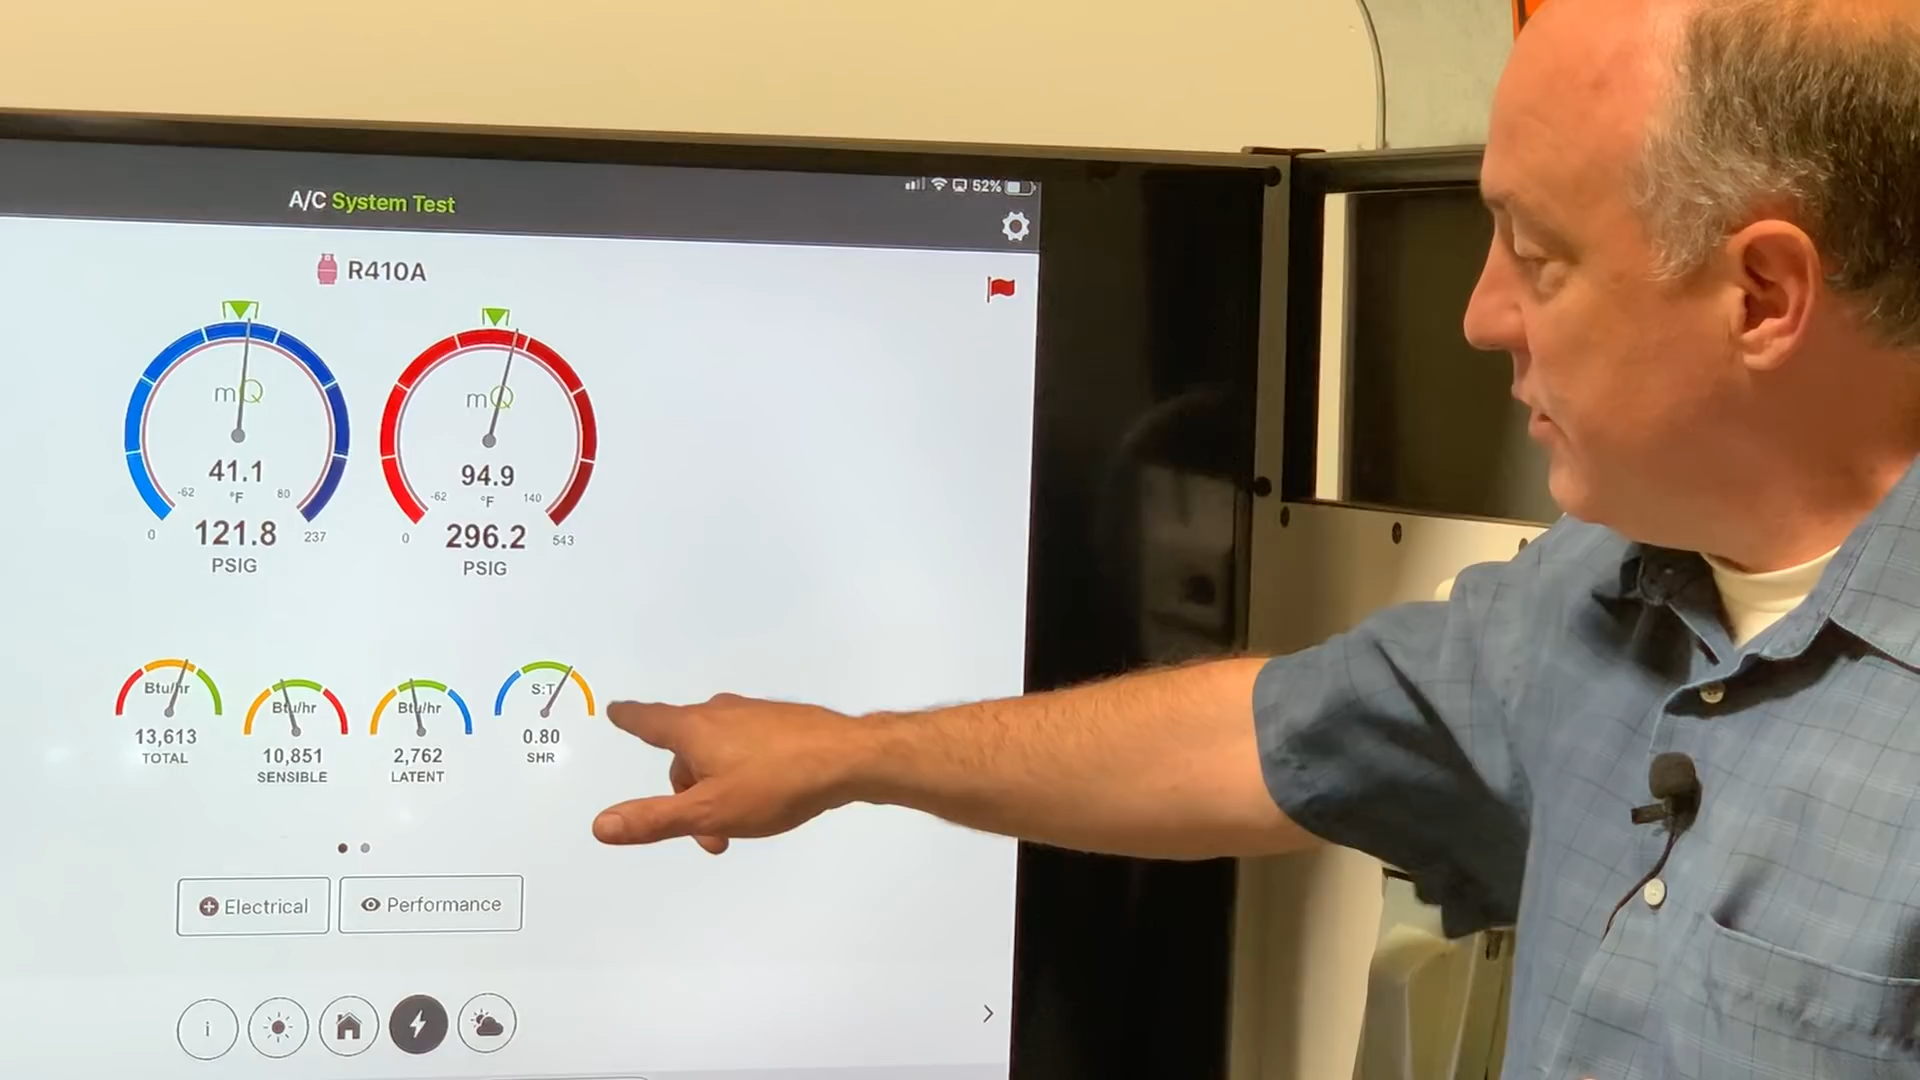 52%
A/C System Test
R410A
mQ
41.1
-62 °F 80
121.8
0 237
PSIG
mQ
94.9
-62 °F 140
296.2
0 543
PSIG
Btu/hr
13,613
TOTAL
Btu/hr
10,851
SENSIBLE
Btu/hr
2,762
LATENT
S:T
0.80
SHR
Electrical
Performance
i